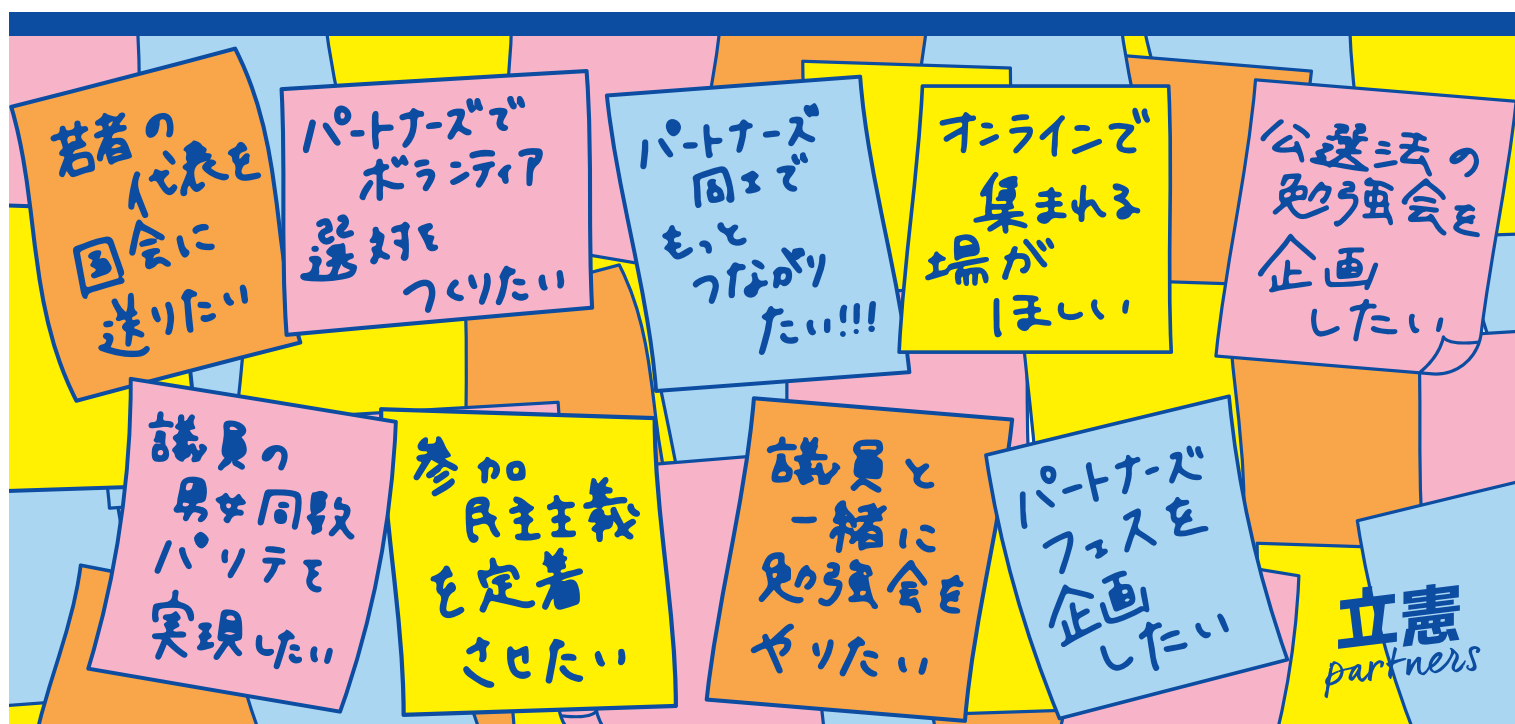 若者の
代表を
国会に
送りたい
パートナーズで
ボランティア
選対を
つくりたい
パートナーズ
同士で
もっと
つながり
たい!!!
オンラインで
集まれる
場が
ほしい
公選法の
勉強会を
企画
したい
議員の
男女同数
パリテを
実現したい
参加
民主主義
を定着
させたい
議員と
一緒に
勉強会を
やりたい
パートナーズ
フェスを
企画
したい
立憲
partners